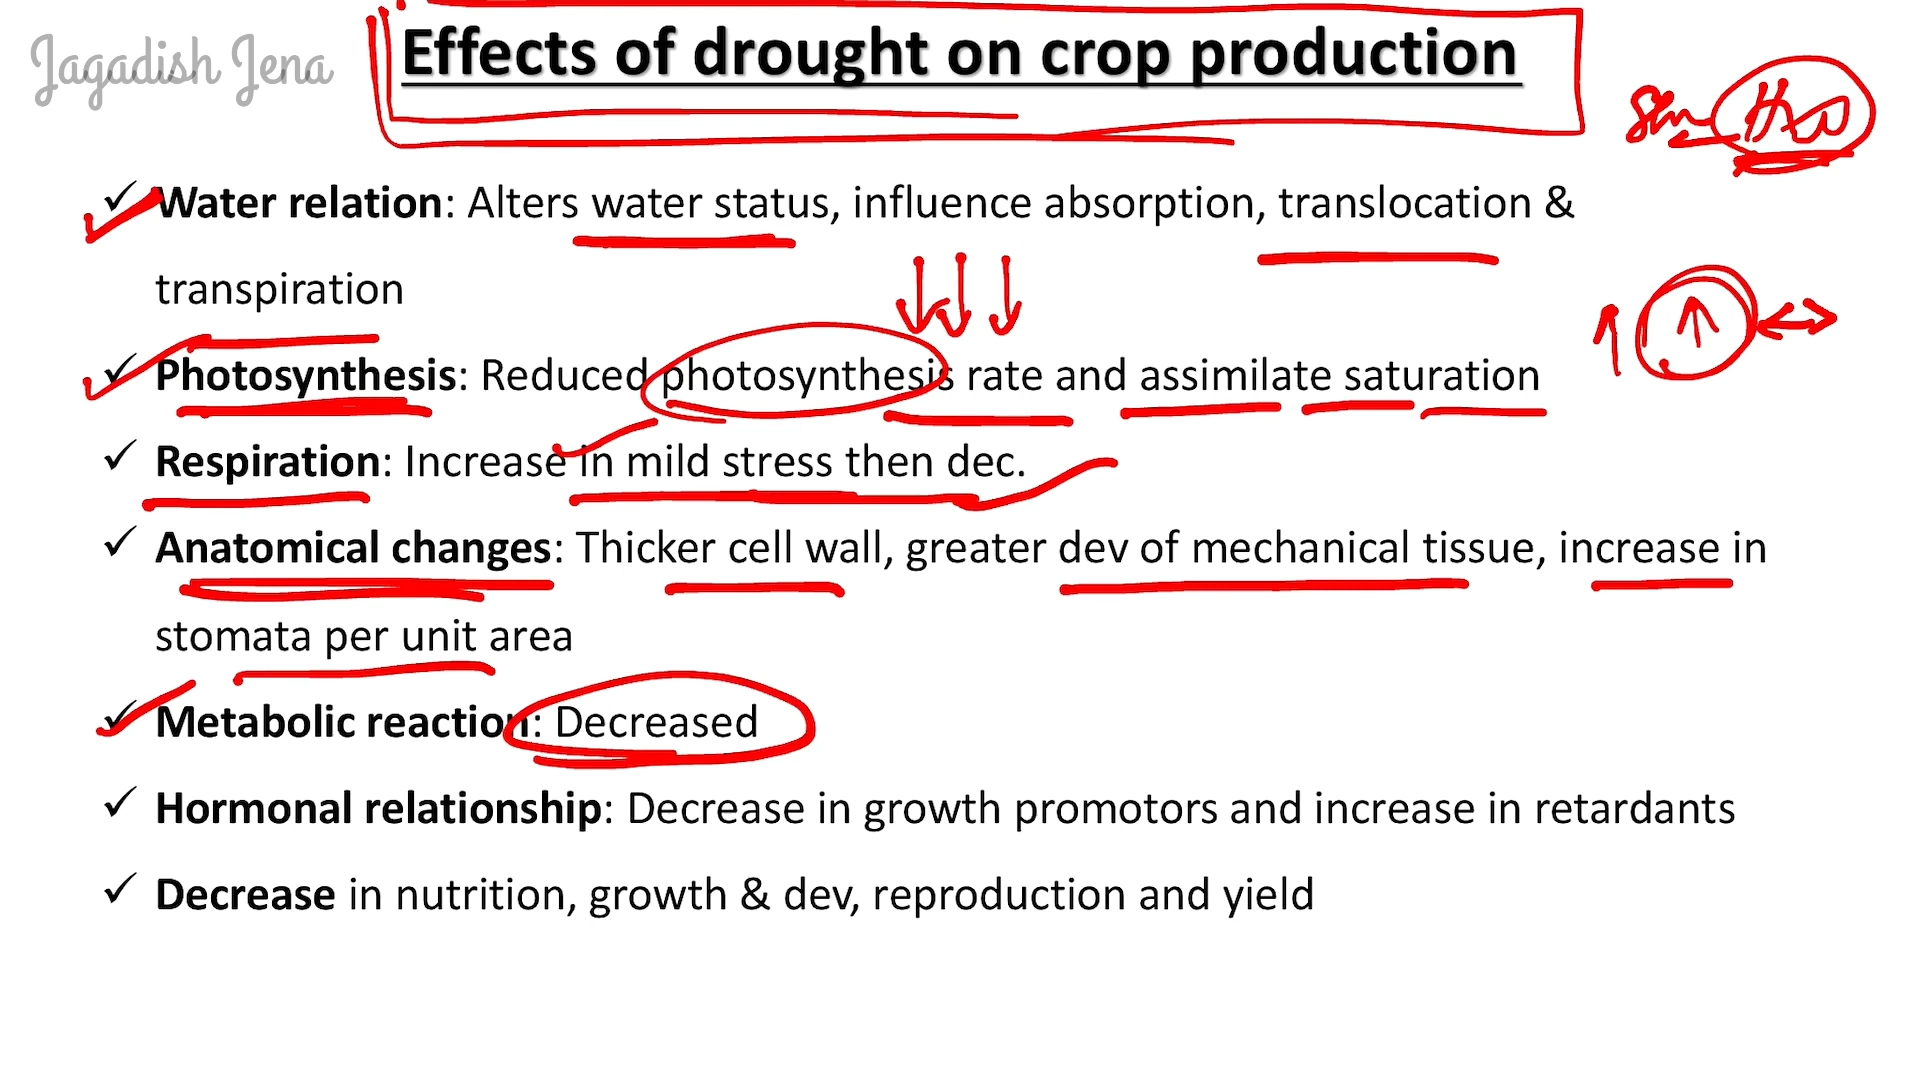 Jagadish Jena
Effects of drought on crop production
✓ Water relation: Alters water status, influence absorption, translocation &
transpiration
✓ Photosynthesis: Reduced photosynthesis rate and assimilate saturation
✓ Respiration: Increase in mild stress then dec.
✓ Anatomical changes: Thicker cell wall, greater dev of mechanical tissue, increase in
stomata per unit area
✓ Metabolic reaction: Decreased
✓ Hormonal relationship: Decrease in growth promotors and increase in retardants
✓ Decrease in nutrition, growth & dev, reproduction and yield